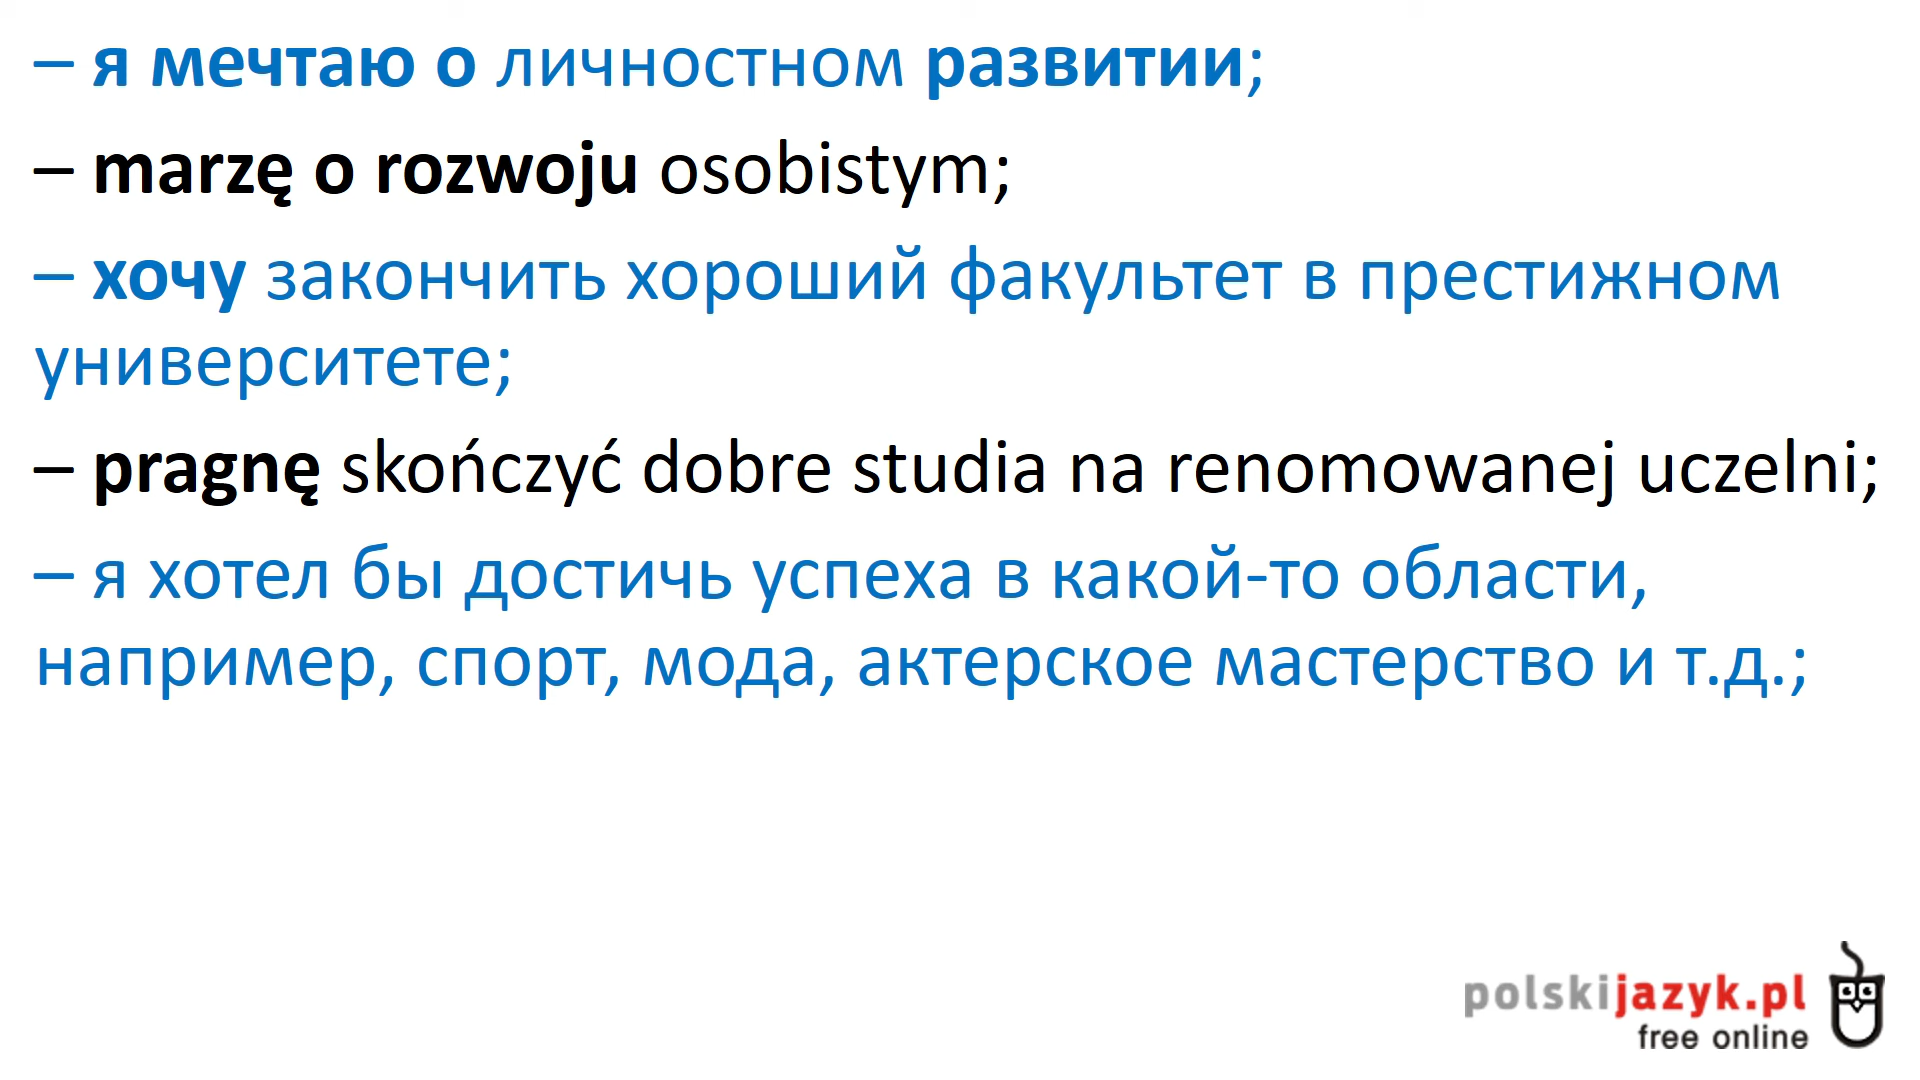 – я мечтаю о личностном развитии;
– marzę o rozwoju osobistym;
– хочу закончить хороший факультет в престижном
университете;
– pragnę skończyć dobre studia na renomowanej uczelni;
– я хотел бы достичь успеха в какой-то области,
например, спорт, мода, актерское мастерство и т.д.;
polskijazyk.pl
free online